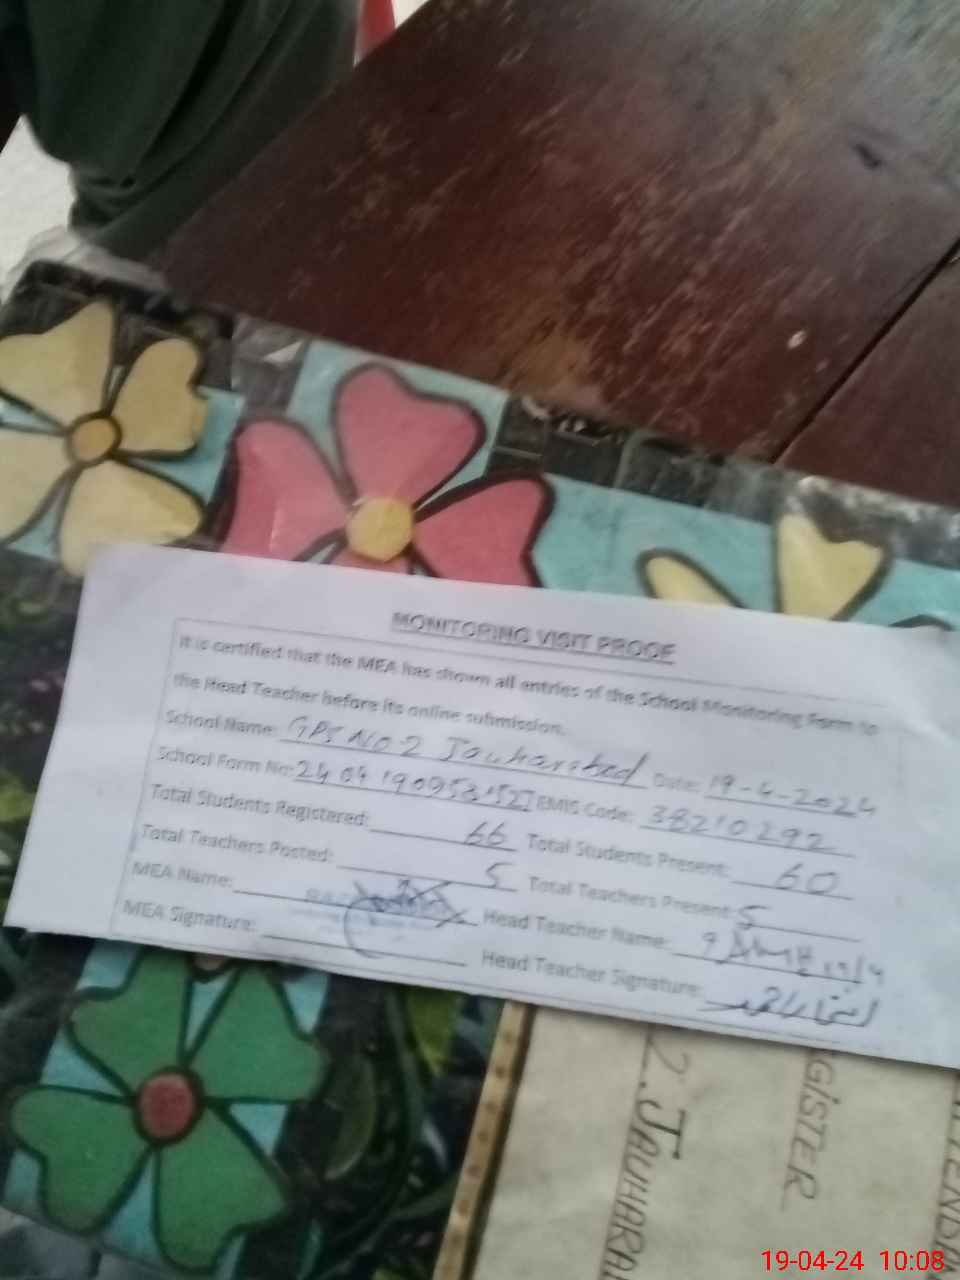 MONITORING VISIT PROOF
It is certified that the MEA has shown all entries of the School Monitoring Form to
the Head Teacher before its online submission.
School Name: GPS No 2 Jauharabad Date: 19-4-2024
School Form No: EMIS Code: 38210292
Total Students Registered: 66 Total Students Present: 60
Total Teachers Posted: 5 Total Teachers Present: 5
MEA Name: Head Teacher Name:
MEA Signature: Head Teacher Signature:
GISTER
2. JAUHARA
19-04-24 10:08